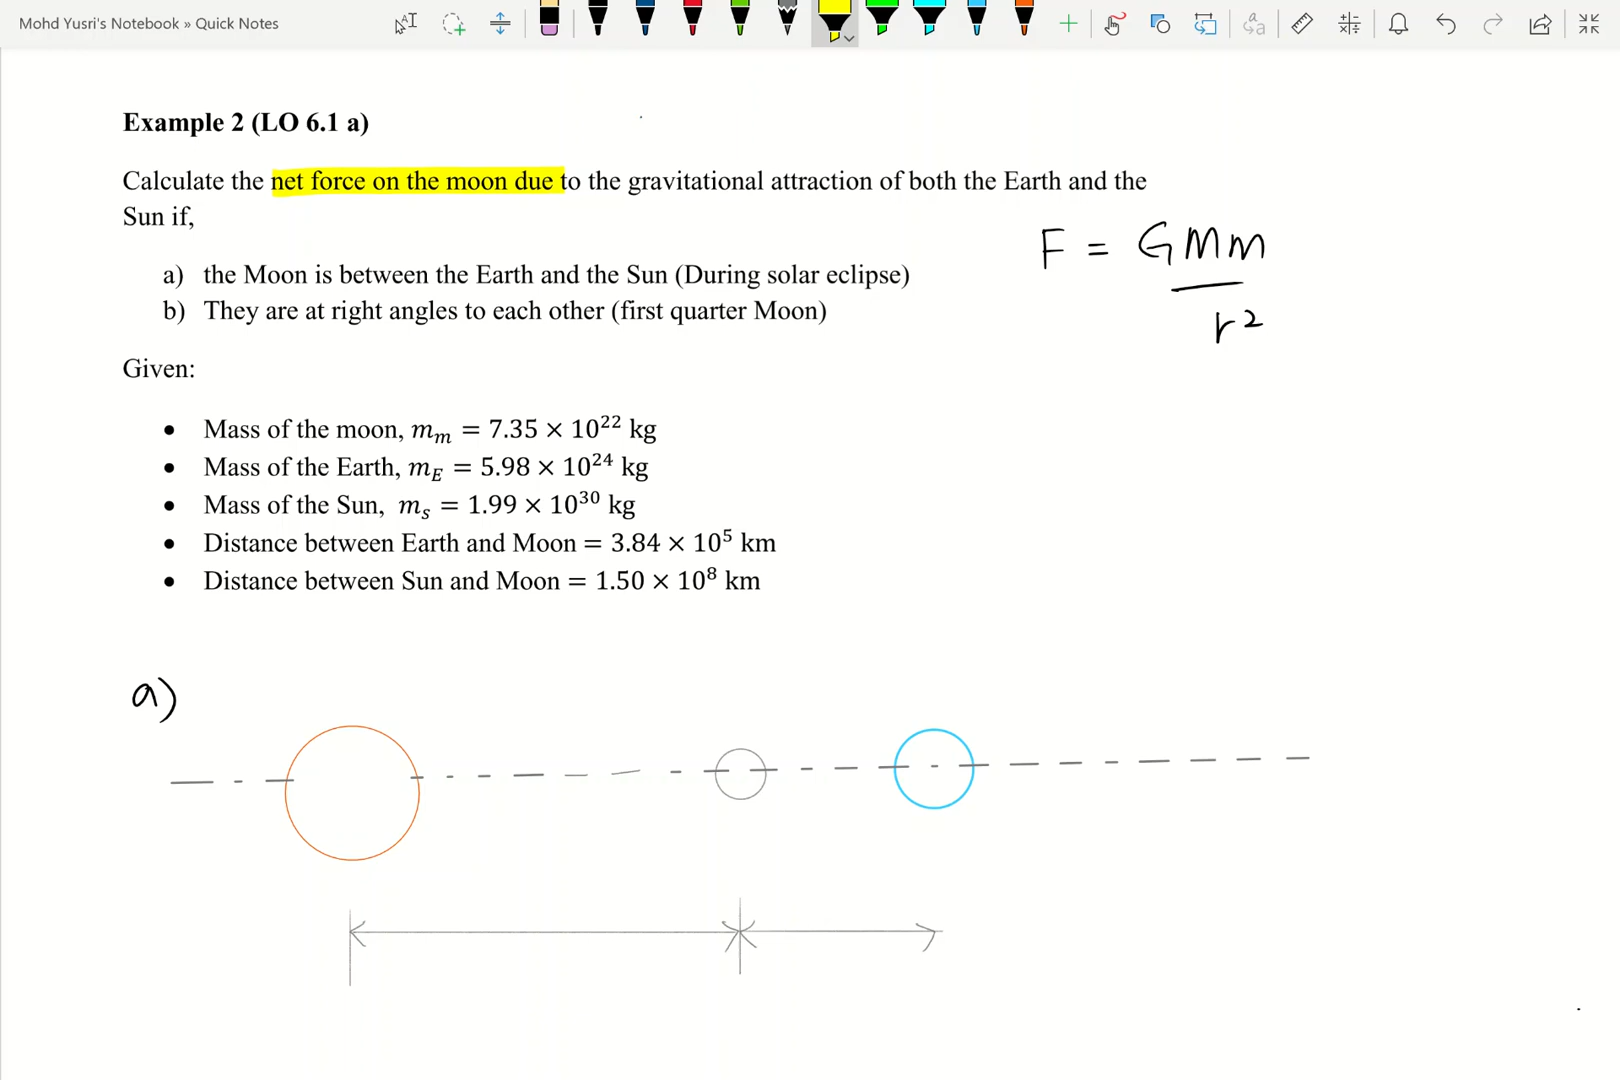 Mohd Yusri's Notebook » Quick Notes
Example 2 (LO 6.1 a)
Calculate the net force on the moon due to the gravitational attraction of both the Earth and the
Sun if,
a) the Moon is between the Earth and the Sun (During solar eclipse)
b) They are at right angles to each other (first quarter Moon)
F = GMm
r²
Given:
• Mass of the moon, mₘ = 7.35 × 10²² kg
• Mass of the Earth, m_E = 5.98 × 10²⁴ kg
• Mass of the Sun, mₛ = 1.99 × 10³⁰ kg
• Distance between Earth and Moon = 3.84 × 10⁵ km
• Distance between Sun and Moon = 1.50 × 10⁸ km
a)